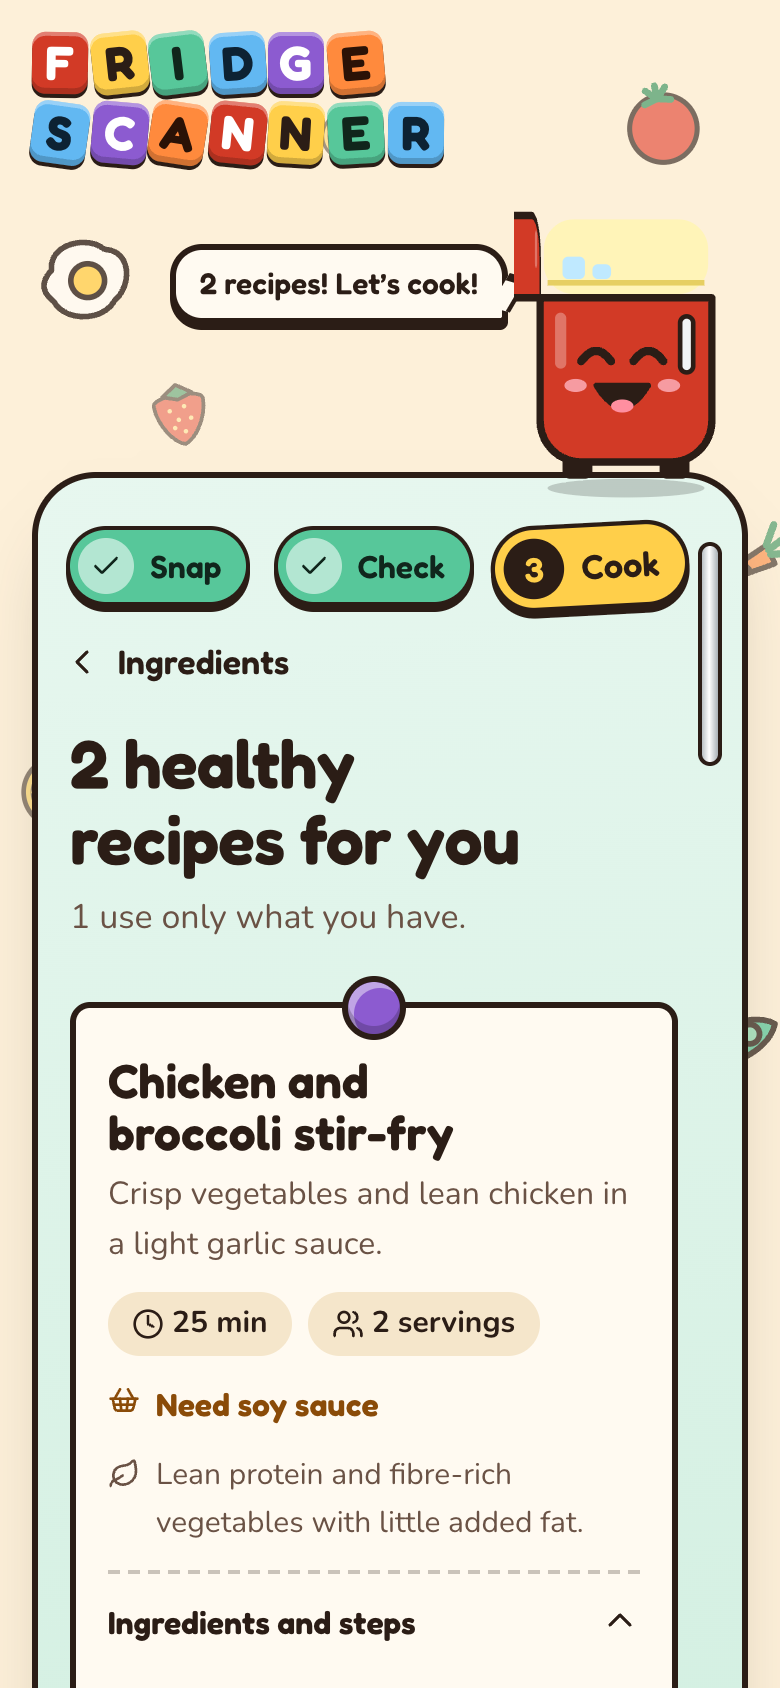 FRIDGE
SCANNER
2 recipes! Let’s cook!
Snap
Check
3 Cook
Ingredients
2 healthy
recipes for you
1 use only what you have.
Chicken and
broccoli stir-fry
Crisp vegetables and lean chicken in
a light garlic sauce.
25 min
2 servings
Need soy sauce
Lean protein and fibre-rich
vegetables with little added fat.
Ingredients and steps